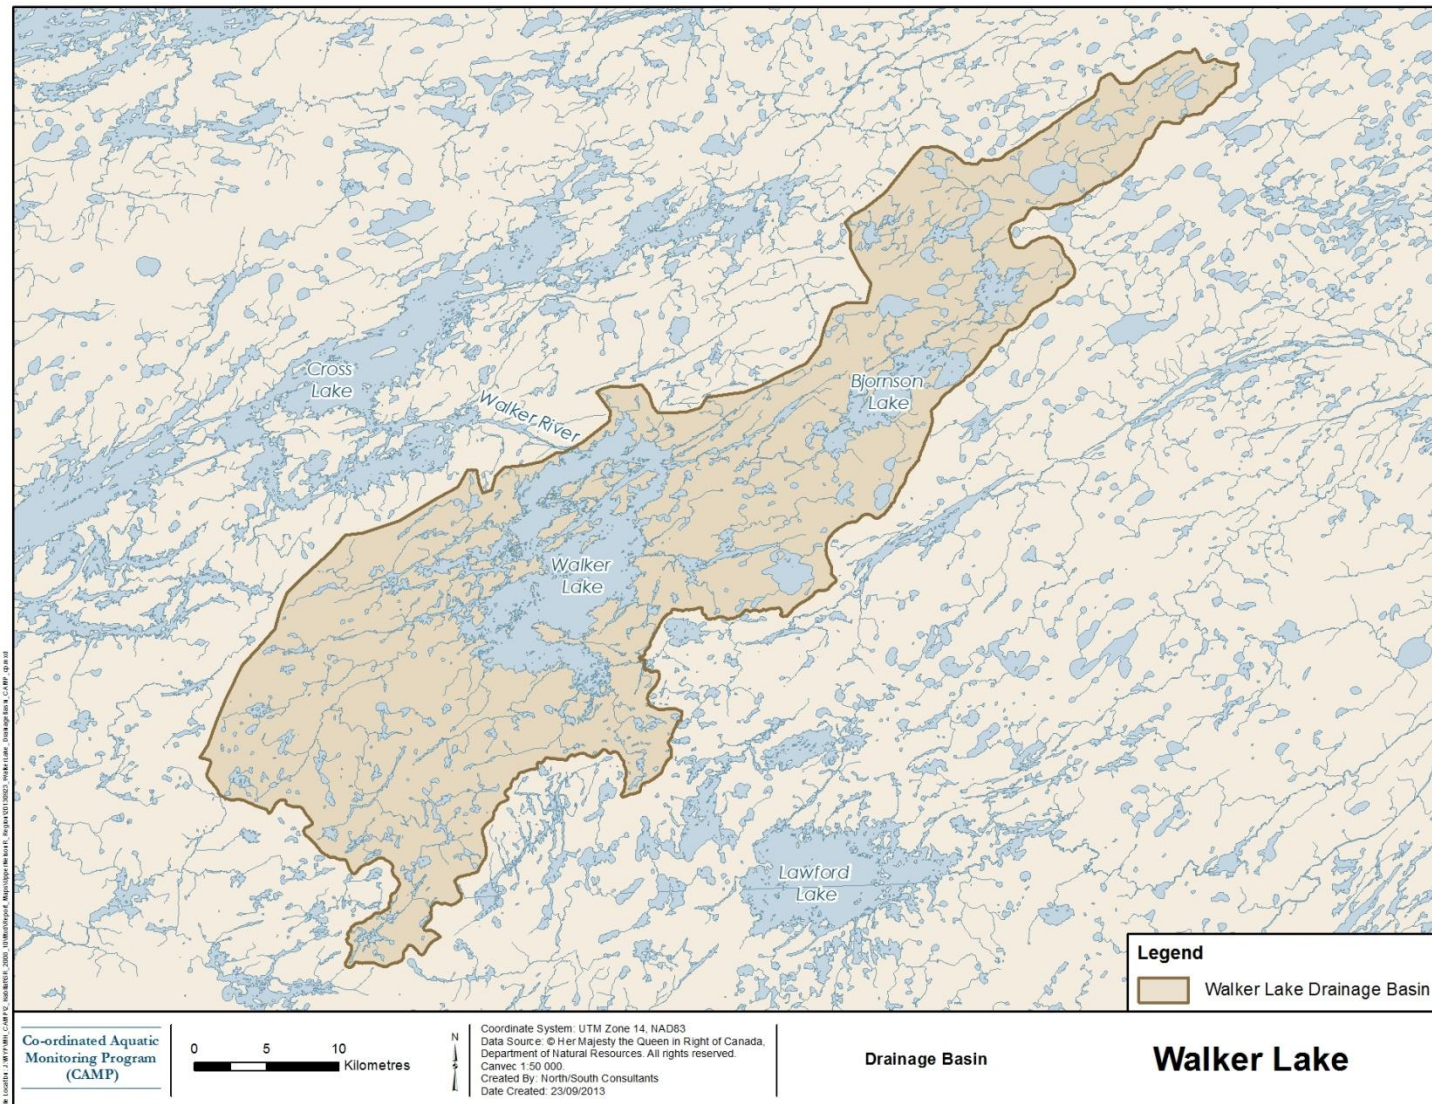 Cross
Lake
Walker River
Bjornson
Lake
Walker
Lake
Lawford
Lake
Legend
Walker Lake Drainage Basin
Co-ordinated Aquatic
Monitoring Program
(CAMP)
0 5 10
Kilometres
N
Coordinate System: UTM Zone 14, NAD83
Data Source: © Her Majesty the Queen in Right of Canada,
Department of Natural Resources. All rights reserved.
Canvec 1:50 000.
Created By: North/South Consultants
Date Created: 23/09/2013
Drainage Basin
Walker Lake